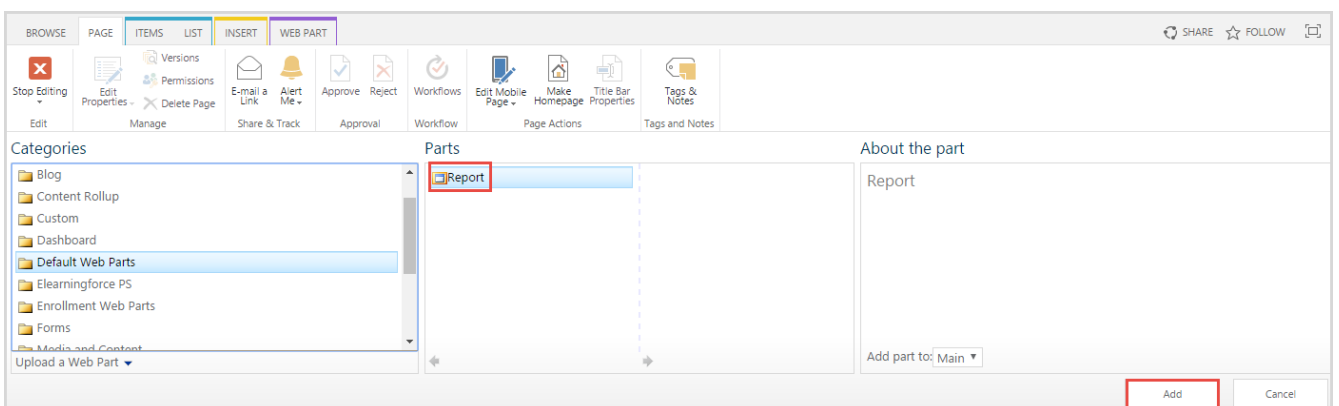 BROWSE PAGE ITEMS LIST INSERT WEB PART SHARE FOLLOW
Stop Editing
Edit Properties
Versions
Permissions
Delete Page
E-mail a Link
Alert Me
Approve
Reject
Workflows
Edit Mobile Page
Make Homepage
Title Bar Properties
Tags & Notes
Edit Manage Share & Track Approval Workflow Page Actions Tags and Notes
Categories
Blog
Content Rollup
Custom
Dashboard
Default Web Parts
Elearningforce PS
Enrollment Web Parts
Forms
Media and Content
Upload a Web Part
Parts
Report
About the part
Report
Add part to: Main
Add Cancel